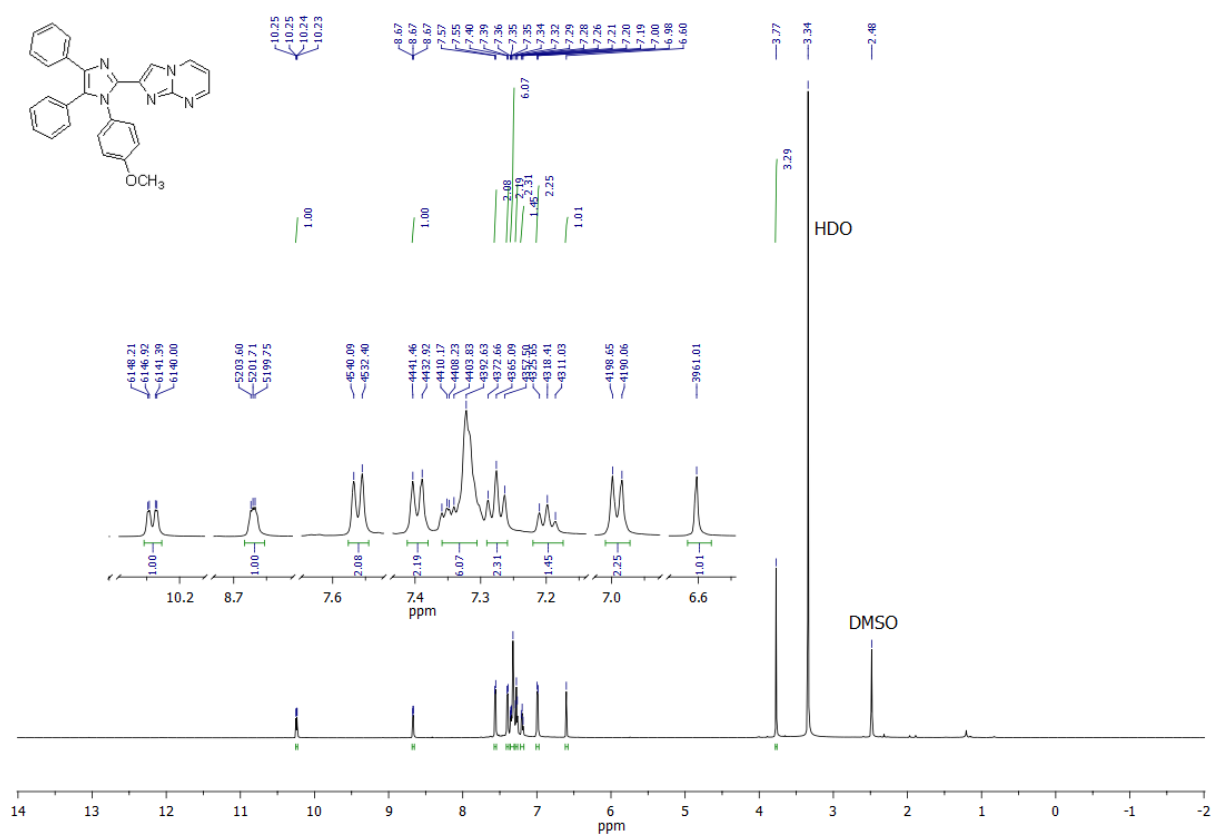 10.25 10.25 10.24 10.23 8.67 8.67 8.67 7.57 7.55 7.40 7.39 7.36 7.35 7.35 7.34 7.32 7.29 7.28 7.26 7.21 7.20 7.19 7.00 6.98 6.60 3.77 3.34 2.48
N
N N N N
OCH₃
1.00 1.00 2.08 2.19 6.07 2.31 1.45 2.25 1.01 3.29
HDO
6148.21 6146.92 6141.39 6140.00 5203.60 5201.71 5199.75 4540.09 4532.40 4441.46 4432.92 4410.17 4408.23 4403.83 4392.63 4372.66 4365.09 4318.41 4311.03 4198.65 4190.06 3961.01
1.00 1.00 2.08 2.19 6.07 2.31 1.45 2.25 1.01
10.2 8.7 7.6 7.4 7.3 7.2 7.0 6.6
ppm
DMSO
14 13 12 11 10 9 8 7 6 5 4 3 2 1 0 -1 -2
ppm